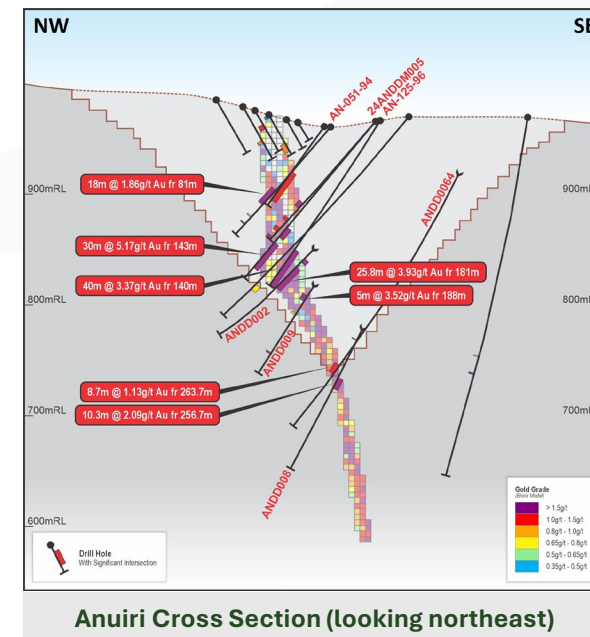 NW
SE
AN-051-94
24ANDDM005
AN-125-96
900mRL
900mRL
18m @ 1.86g/t Au fr 81m
ANDD0064
30m @ 5.17g/t Au fr 143m
40m @ 3.37g/t Au fr 140m
25.8m @ 3.93g/t Au fr 181m
5m @ 3.52g/t Au fr 188m
800mRL
800mRL
ANDD002
ANDD009
8.7m @ 1.13g/t Au fr 263.7m
10.3m @ 2.09g/t Au fr 256.7m
700mRL
700mR
ANDD008
600mRL
Gold Grade
(Block Model)
> 1.5g/t
1.0g/t - 1.5g/t
0.8g/t - 1.0g/t
0.65g/t - 0.8g/t
0.5g/t - 0.65g/t
0.35g/t - 0.5g/t
Drill Hole
With Significant Intersection
Anuiri Cross Section (looking northeast)